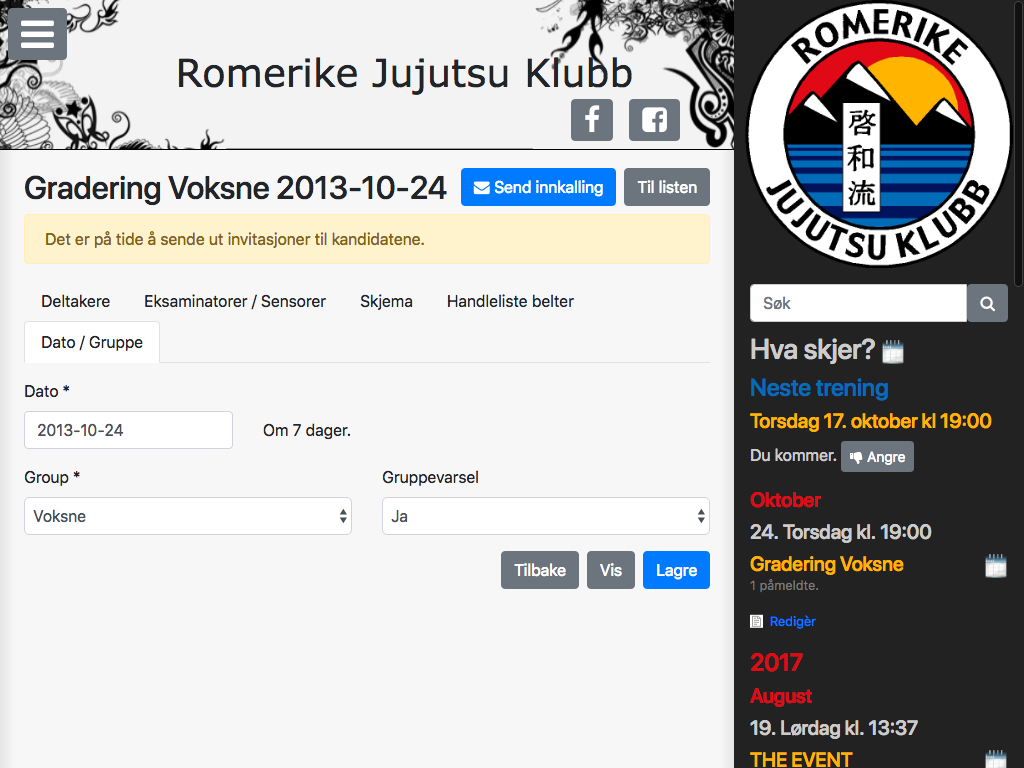 Romerike Jujutsu Klubb
Gradering Voksne 2013-10-24
Send innkalling
Til listen
Det er på tide å sende ut invitasjoner til kandidatene.
Deltakere
Eksaminatorer / Sensorer
Skjema
Handleliste belter
Dato / Gruppe
Dato *
2013-10-24
Om 7 dager.
Group *
Gruppevarsel
Voksne
Ja
Tilbake
Vis
Lagre
ROMERIKE
啓和流
JUJUTSU KLUBB
Søk
Hva skjer?
Neste trening
Torsdag 17. oktober kl 19:00
Du kommer.
Angre
Oktober
24. Torsdag kl. 19:00
Gradering Voksne
1 påmeldte.
Redigèr
2017
August
19. Lørdag kl. 13:37
THE EVENT